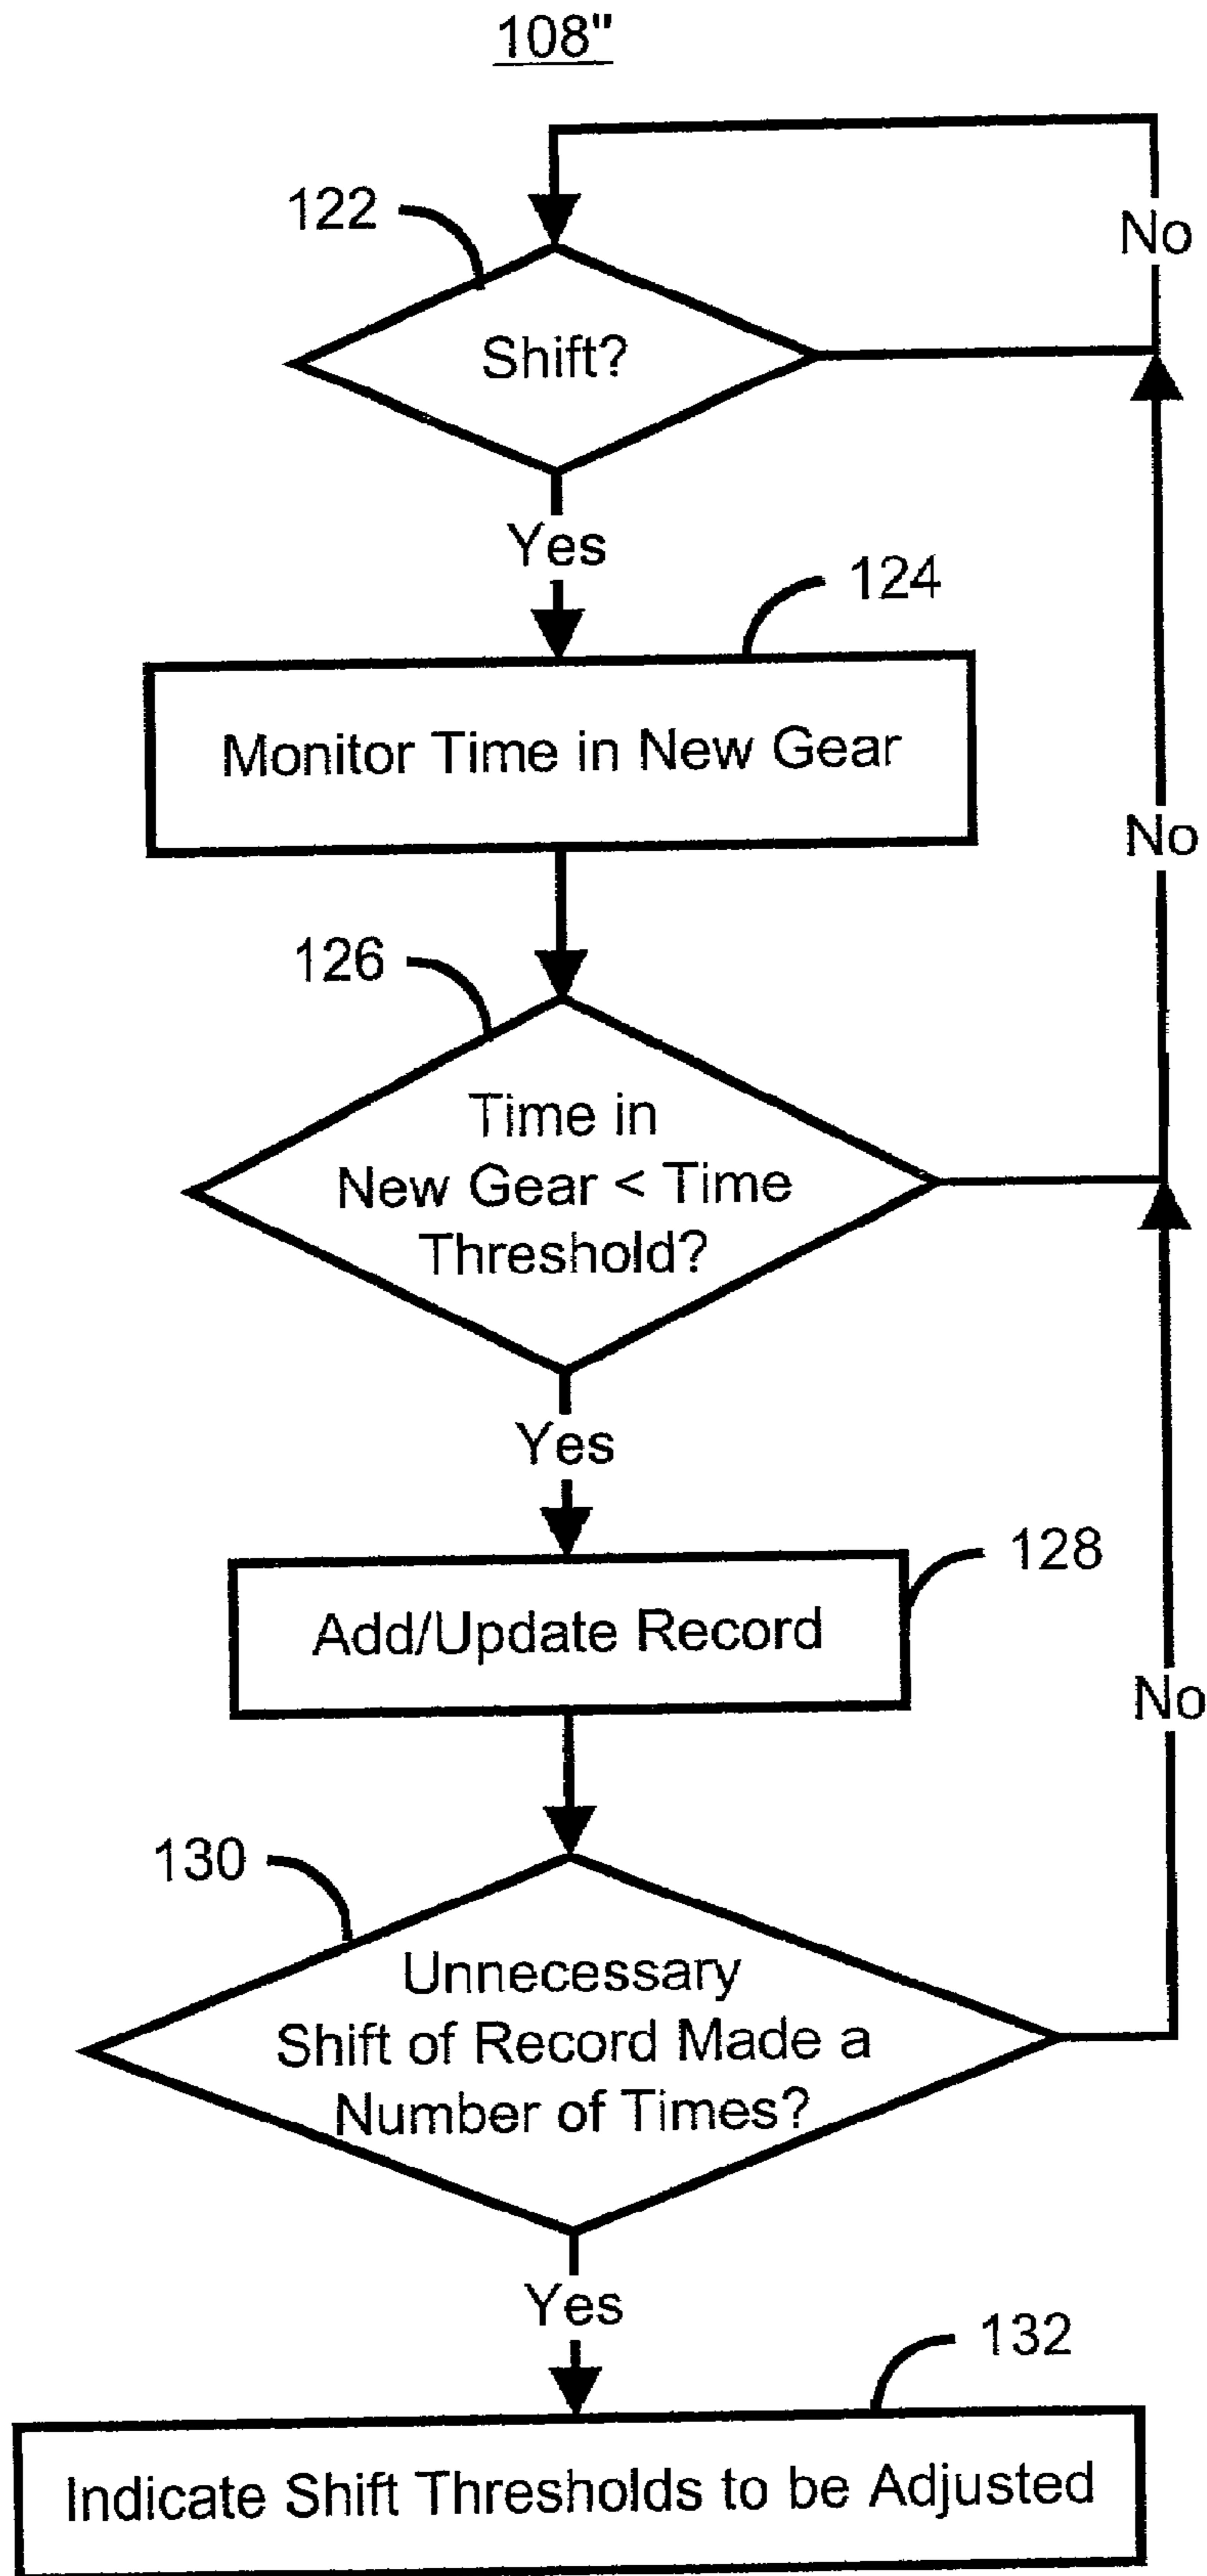 108"
No
122
Shift?
Yes
124
Monitor Time in New Gear
No
126
Time in
New Gear < Time
Threshold?
Yes
128
Add/Update Record
No
130
Unnecessary
Shift of Record Made a
Number of Times?
Yes
132
Indicate Shift Thresholds to be Adjusted